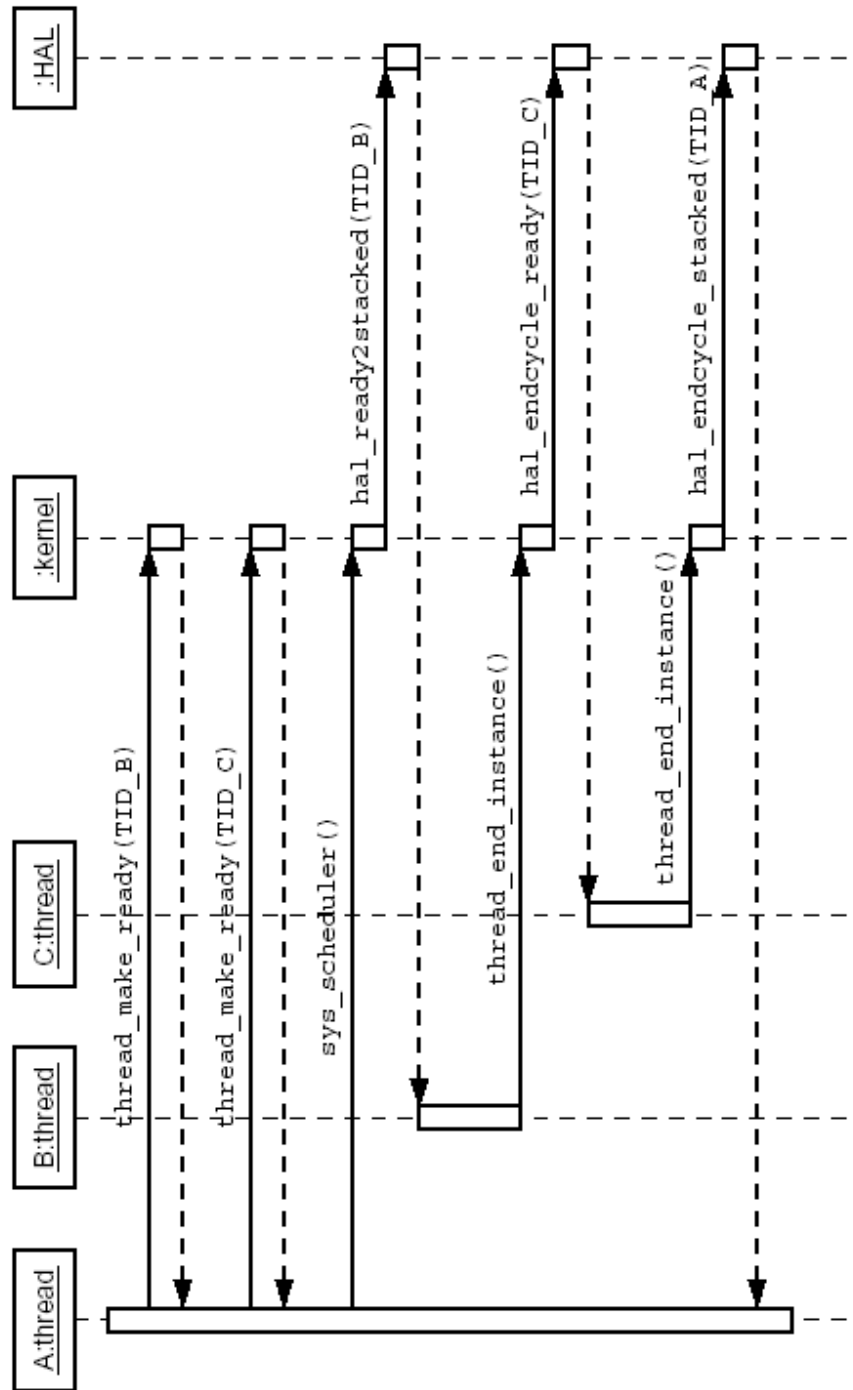 A:thread
B:thread
C:thread
:kernel
:HAL
thread_make_ready(TID_B)
thread_make_ready(TID_C)
sys_scheduler()
hal_ready2stacked(TID_B)
thread_end_instance()
hal_endcycle_ready(TID_C)
thread_end_instance()
hal_endcycle_stacked(TID_A)